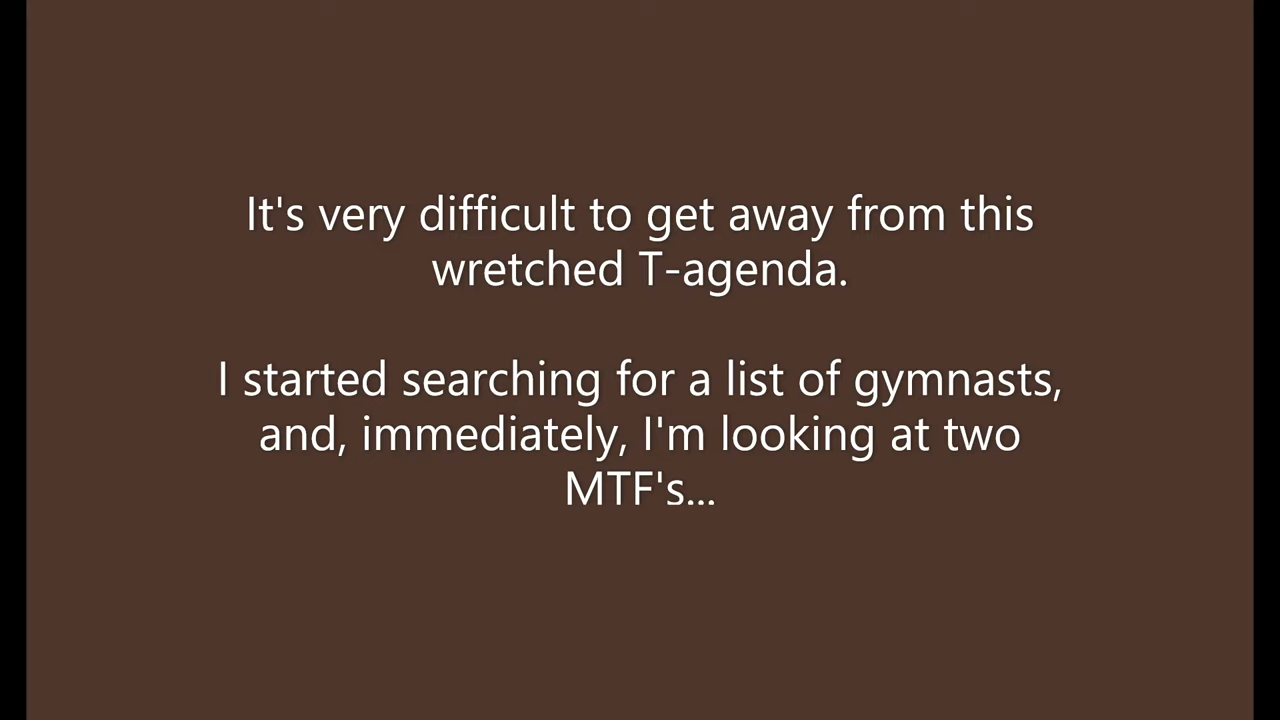 It's very difficult to get away from this
wretched T-agenda.
I started searching for a list of gymnasts,
and, immediately, I'm looking at two
MTF's...